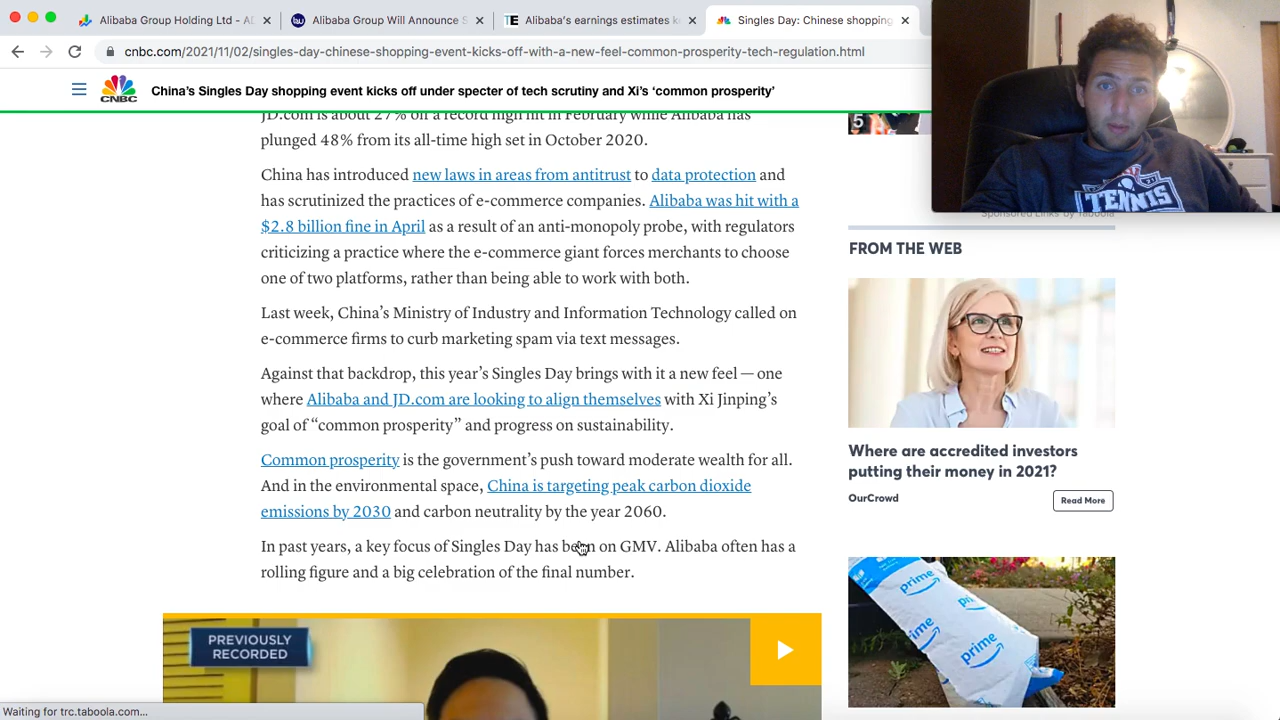 Alibaba Group Holding Ltd - AD
Alibaba Group Will Announce S
TE
Alibaba's earnings estimates k
Singles Day: Chinese shopping
cnbc.com/2021/11/02/singles-day-chinese-shopping-event-kicks-off-with-a-new-feel-common-prosperity-tech-regulation.html
CNBC
China's Singles Day shopping event kicks off under specter of tech scrutiny and Xi's 'common prosperity'
JD.com is about 27% off a record high hit in February while Alibaba has
plunged 48% from its all-time high set in October 2020.
China has introduced new laws in areas from antitrust to data protection and
has scrutinized the practices of e-commerce companies. Alibaba was hit with a
$2.8 billion fine in April as a result of an anti-monopoly probe, with regulators
criticizing a practice where the e-commerce giant forces merchants to choose
one of two platforms, rather than being able to work with both.
Last week, China's Ministry of Industry and Information Technology called on
e-commerce firms to curb marketing spam via text messages.
Against that backdrop, this year's Singles Day brings with it a new feel — one
where Alibaba and JD.com are looking to align themselves with Xi Jinping's
goal of “common prosperity” and progress on sustainability.
Common prosperity is the government's push toward moderate wealth for all.
And in the environmental space, China is targeting peak carbon dioxide
emissions by 2030 and carbon neutrality by the year 2060.
In past years, a key focus of Singles Day has been on GMV. Alibaba often has a
rolling figure and a big celebration of the final number.
PREVIOUSLY
RECORDED
Waiting for trc.taboola.com...
5
TENNIS
Sponsored Links by Taboola
FROM THE WEB
Where are accredited investors
putting their money in 2021?
OurCrowd
Read More
prime
prime
prime
prime